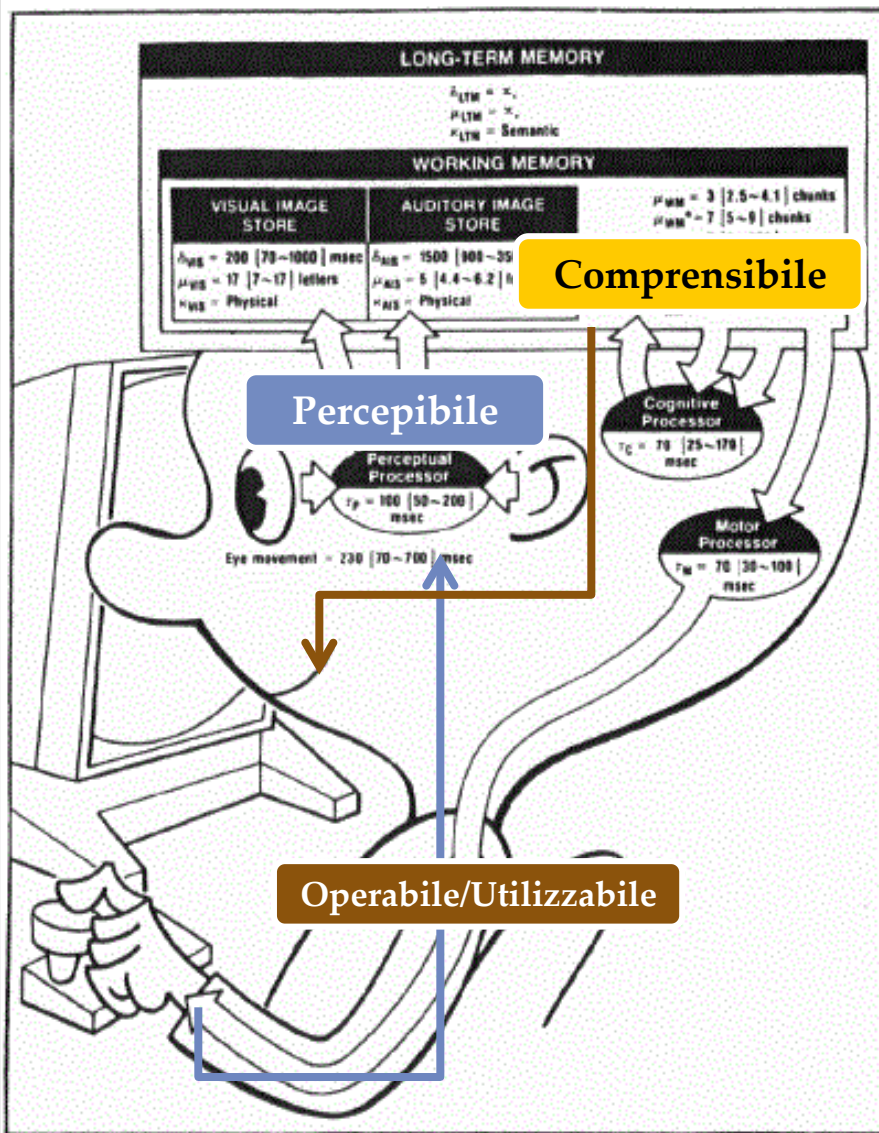 LONG-TERM MEMORY
δLTM = ∝,
μLTM = ∝,
κLTM = Semantic
WORKING MEMORY
VISUAL IMAGE
STORE
δVIS = 200 [70~1000] msec
μVIS = 17 [7~17] letters
κVIS = Physical
AUDITORY IMAGE
STORE
δAIS = 1500 [900~35
μAIS = 5 [4.4~6.2]
κAIS = Physical
μWM = 3 [2.5~4.1] chunks
μWM* = 7 [5~9] chunks
Comprensibile
Percepibile
Cognitive
Processor
τC = 70 [25~170]
msec
Perceptual
Processor
τP = 100 [50~200]
msec
Eye movement = 230 [70~700] msec
Motor
Processor
τM = 70 [30~100]
msec
Operabile/Utilizzabile